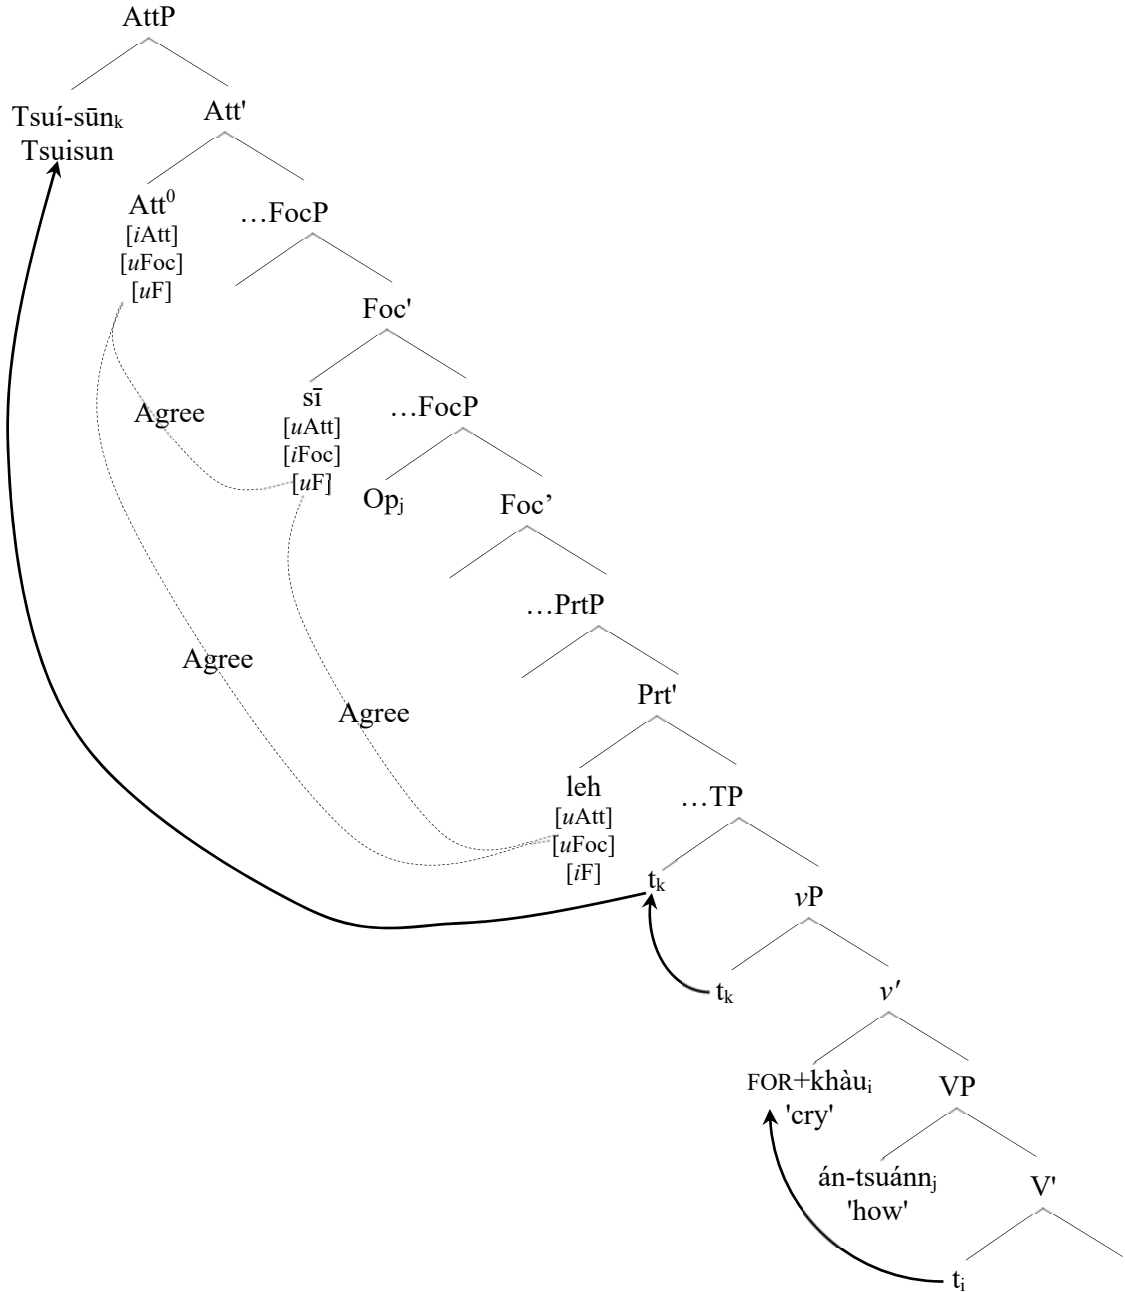 AttP
Tsuí-sūnₖ
Tsuisun
Att'
Att⁰
[iAtt]
[uFoc]
[uF]
…FocP
Foc'
sī
[uAtt]
[iFoc]
[uF]
…FocP
Agree
Opⱼ
Foc’
…PrtP
Agree
Agree
Prt'
leh
[uAtt]
[uFoc]
[iF]
…TP
tₖ
vP
tₖ
v'
FOR+khàuᵢ
'cry'
VP
án-tsuánnⱼ
'how'
V'
tᵢ